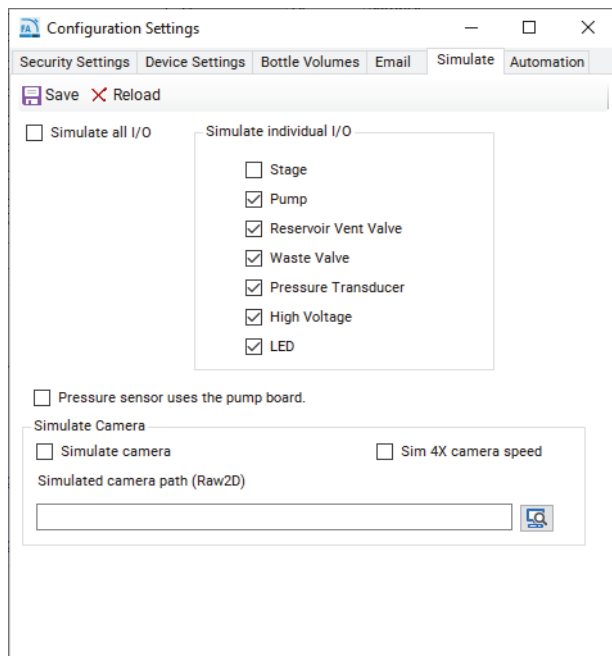 FA Configuration Settings
Security Settings Device Settings Bottle Volumes Email Simulate Automation
Save Reload
Simulate all I/O
Simulate individual I/O
Stage
Pump
Reservoir Vent Valve
Waste Valve
Pressure Transducer
High Voltage
LED
Pressure sensor uses the pump board.
Simulate Camera
Simulate camera Sim 4X camera speed
Simulated camera path (Raw2D)